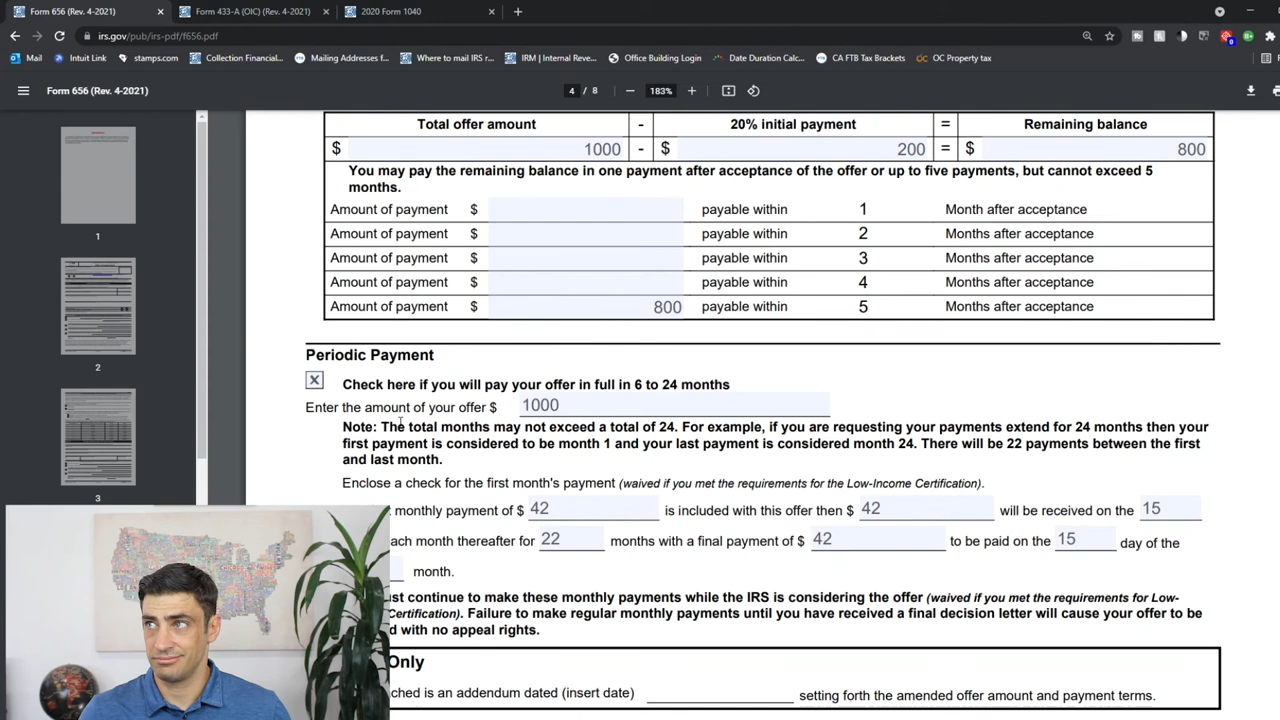 Form 656 (Rev. 4-2021)
Form 433-A (OIC) (Rev. 4-2021)
2020 Form 1040
irs.gov/pub/irs-pdf/f656.pdf
Mail
Intuit Link
stamps.com
Collection Financial...
Mailing Addresses f...
Where to mail IRS r...
IRM | Internal Reve...
Office Building Login
Date Duration Calc...
CA FTB Tax Brackets
OC Property tax
Form 656 (Rev. 4-2021)
4 / 8
183%
Total offer amount - 20% initial payment = Remaining balance
$ 1000 - $ 200 = $ 800
You may pay the remaining balance in one payment after acceptance of the offer or up to five payments, but cannot exceed 5
months.
Amount of payment $ payable within 1 Month after acceptance
Amount of payment $ payable within 2 Months after acceptance
Amount of payment $ payable within 3 Months after acceptance
Amount of payment $ payable within 4 Months after acceptance
Amount of payment $ 800 payable within 5 Months after acceptance
Periodic Payment
X Check here if you will pay your offer in full in 6 to 24 months
Enter the amount of your offer $ 1000
Note: The total months may not exceed a total of 24. For example, if you are requesting your payments extend for 24 months then your
first payment is considered to be month 1 and your last payment is considered month 24. There will be 22 payments between the first
and last month.
Enclose a check for the first month's payment (waived if you met the requirements for the Low-Income Certification).
monthly payment of $ 42 is included with this offer then $ 42 will be received on the 15
ach month thereafter for 22 months with a final payment of $ 42 to be paid on the 15 day of the
month.
ust continue to make these monthly payments while the IRS is considering the offer (waived if you met the requirements for Low-
Certification). Failure to make regular monthly payments until you have received a final decision letter will cause your offer to be
d with no appeal rights.
Only
ched is an addendum dated (insert date) setting forth the amended offer amount and payment terms.
1
2
3